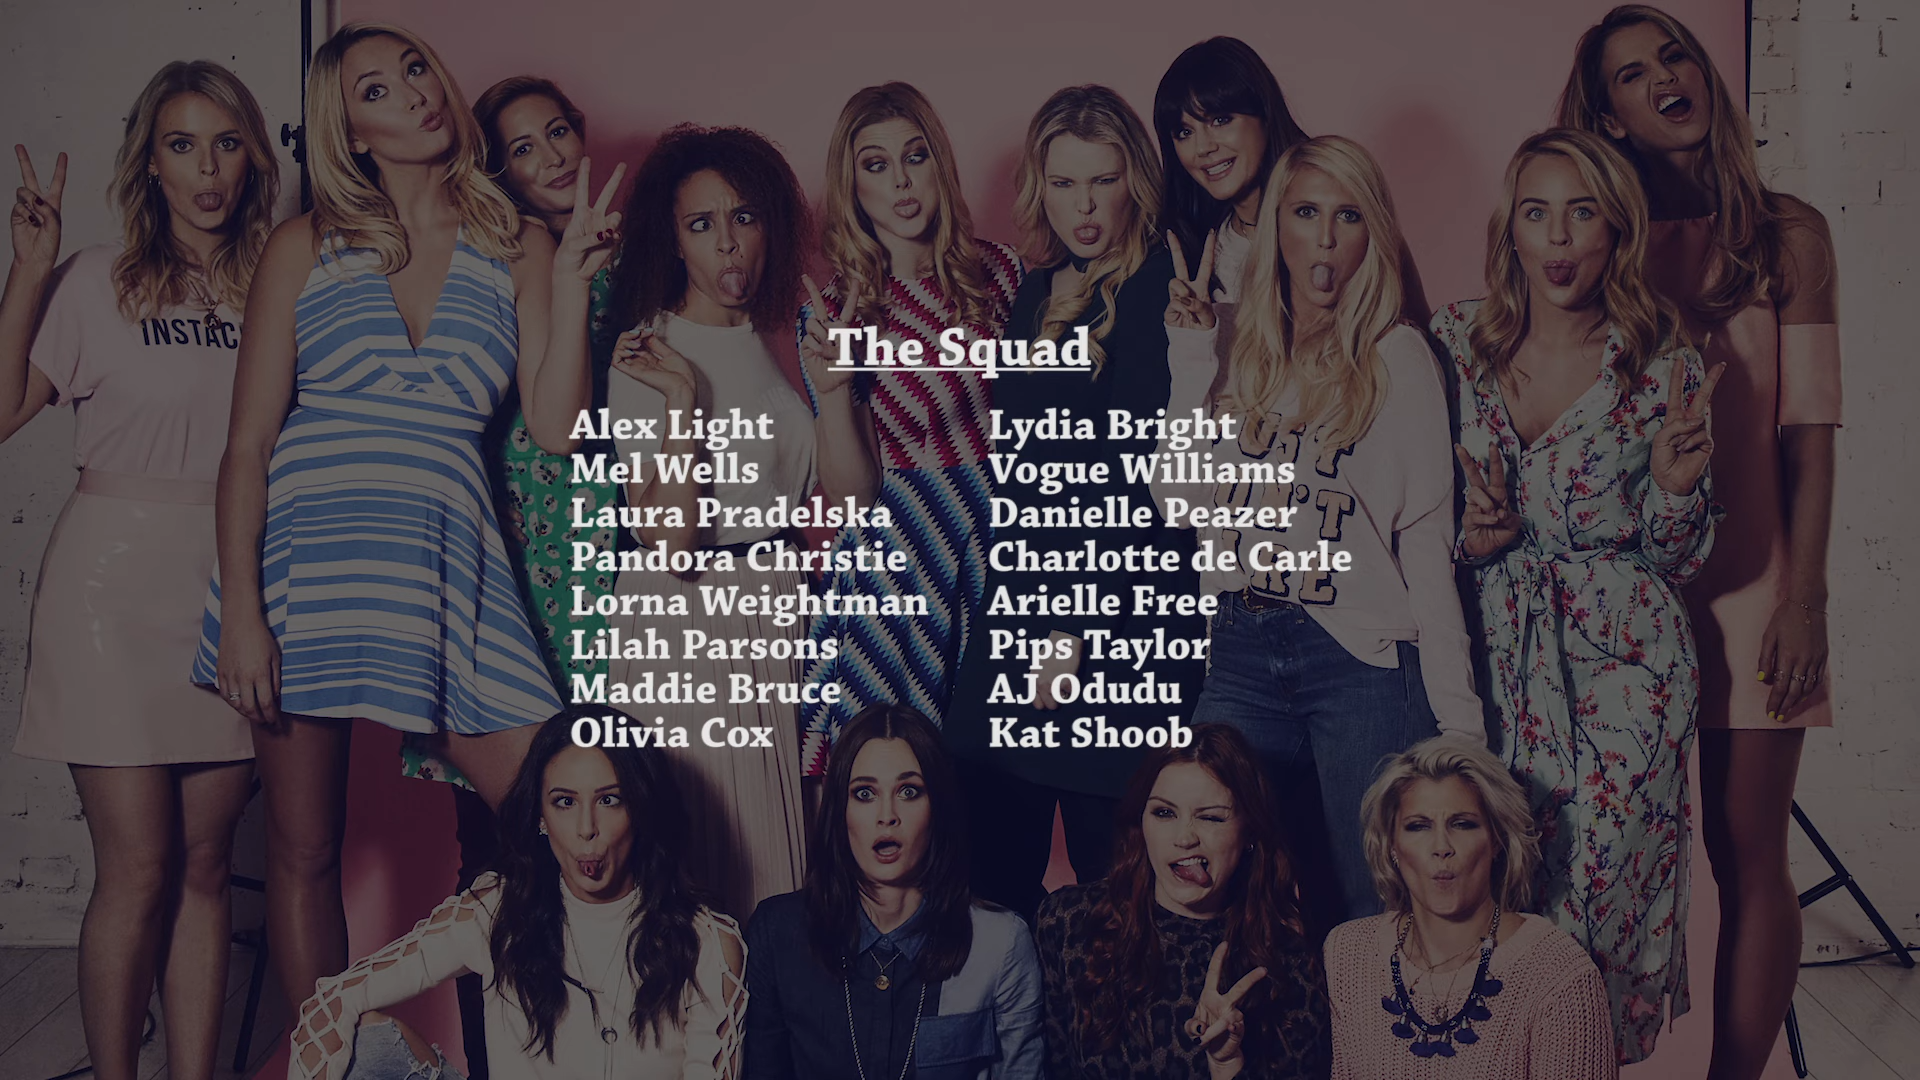 INSTAC
The Squad
Alex Light
Mel Wells
Laura Pradelska
Pandora Christie
Lorna Weightman
Lilah Parsons
Maddie Bruce
Olivia Cox
Lydia Bright
Vogue Williams
Danielle Peazer
Charlotte de Carle
Arielle Free
Pips Taylor
AJ Odudu
Kat Shoob